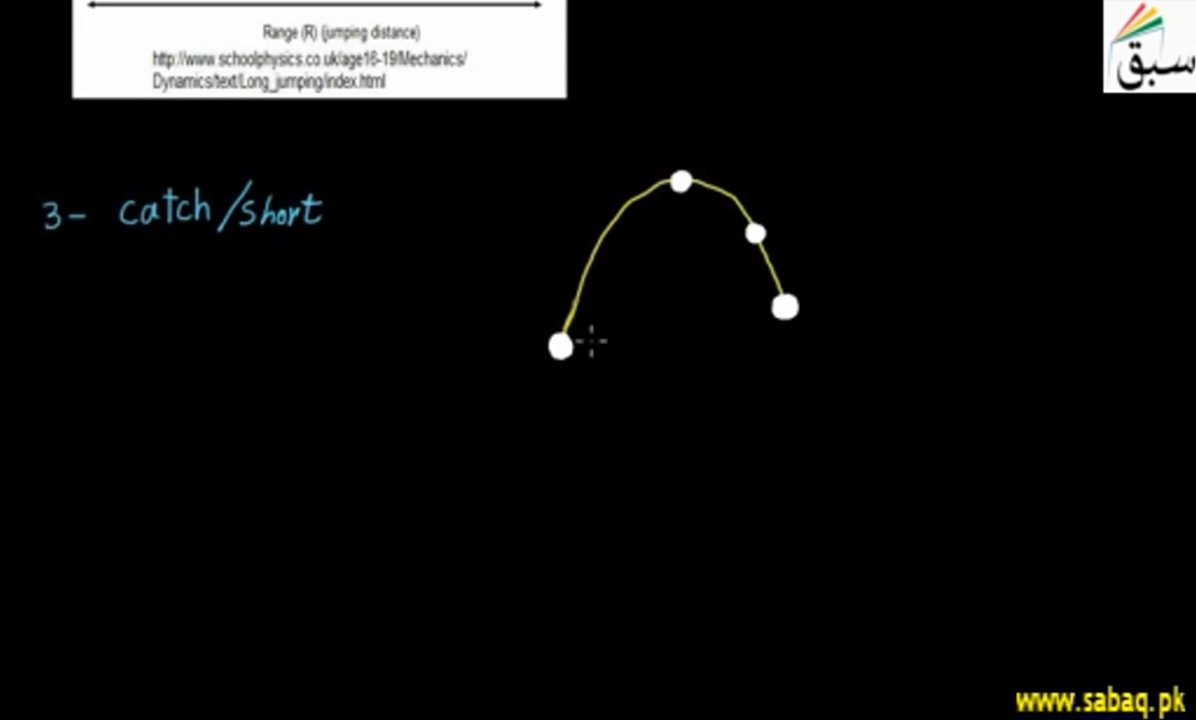 Range (R) (jumping distance)
http://www.schoolphysics.co.uk/age16-19/Mechanics/
Dynamics/text/Long_jumping/index.html
سبق
3- catch/short
www.sabaq.pk